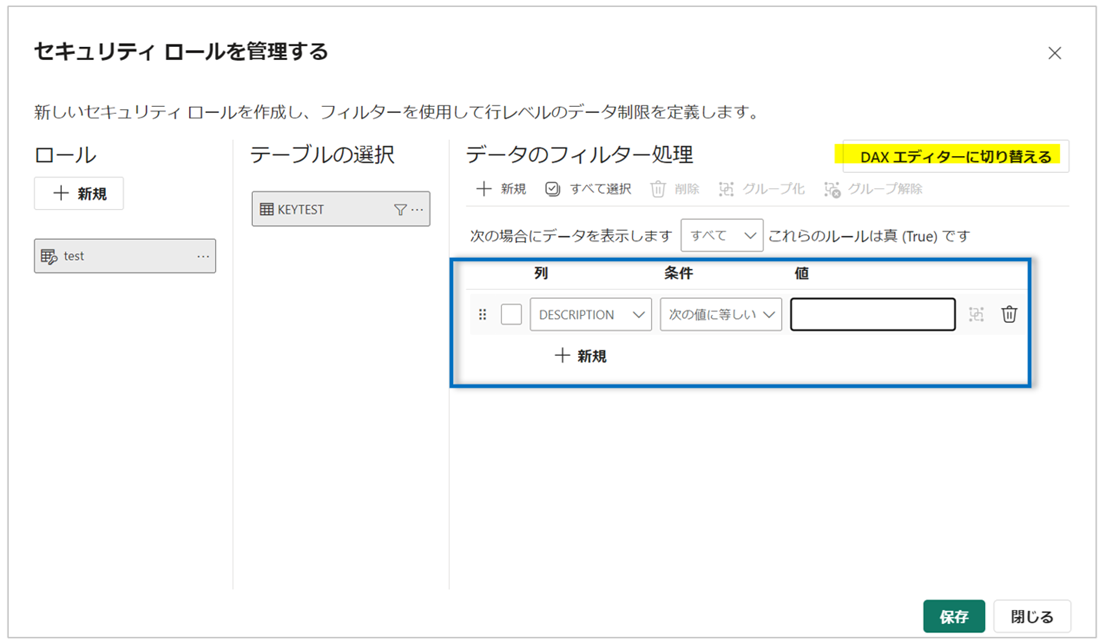 セキュリティ ロールを管理する
新しいセキュリティ ロールを作成し、フィルターを使用して行レベルのデータ制限を定義します。
ロール
新規
test
テーブルの選択
KEYTEST
データのフィルター処理
DAX エディターに切り替える
新規 すべて選択 削除 グループ化 グループ解除
次の場合にデータを表示します すべて これらのルールは真 (True) です
列 条件 値
DESCRIPTION 次の値に等しい
新規
保存 閉じる